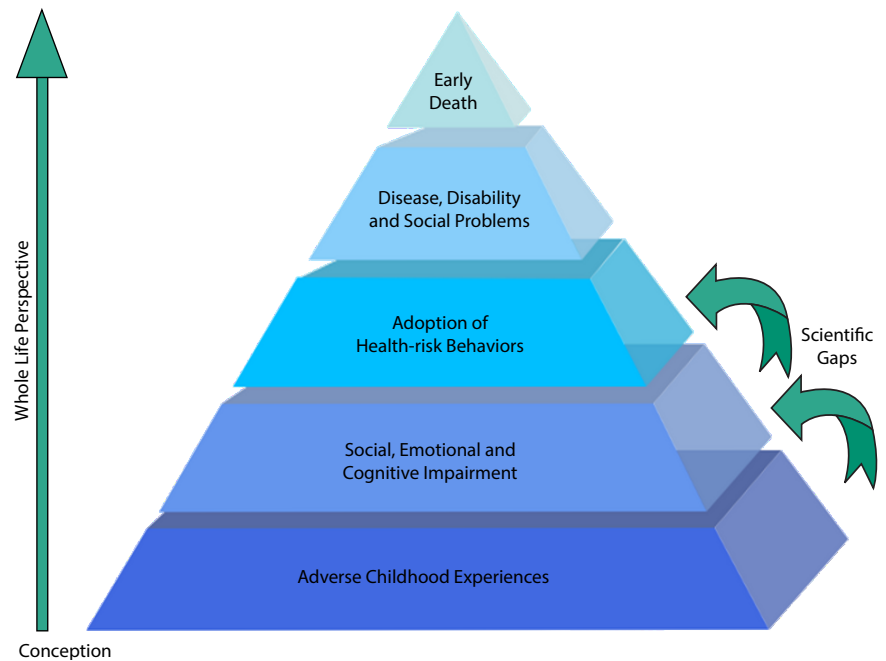 Early
Death
Disease, Disability
and Social Problems
Adoption of
Health-risk Behaviors
Scientific
Gaps
Social, Emotional and
Cognitive Impairment
Adverse Childhood Experiences
Whole Life Perspective
Conception